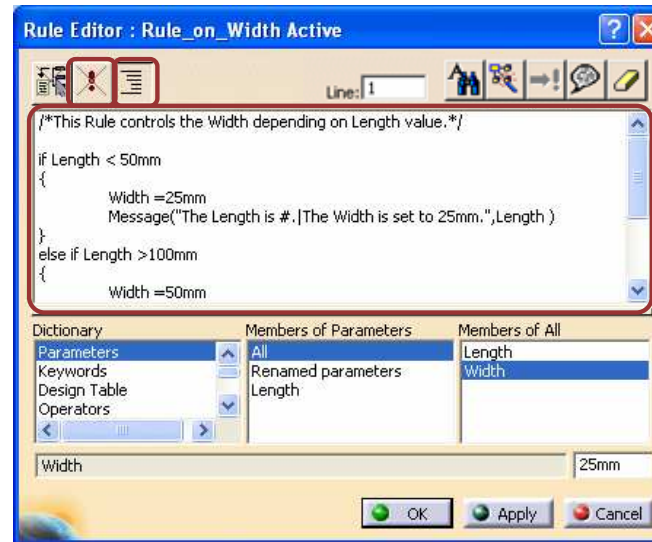 Rule Editor : Rule_on_Width Active
Line: 1
/*This Rule controls the Width depending on Length value.*/
if Length < 50mm
{
Width =25mm
Message("The Length is #.|The Width is set to 25mm.",Length )
}
else if Length >100mm
{
Width =50mm
Dictionary Members of Parameters Members of All
Parameters All Length
Keywords Renamed parameters Width
Design Table Length
Operators
Width 25mm
OK Apply Cancel